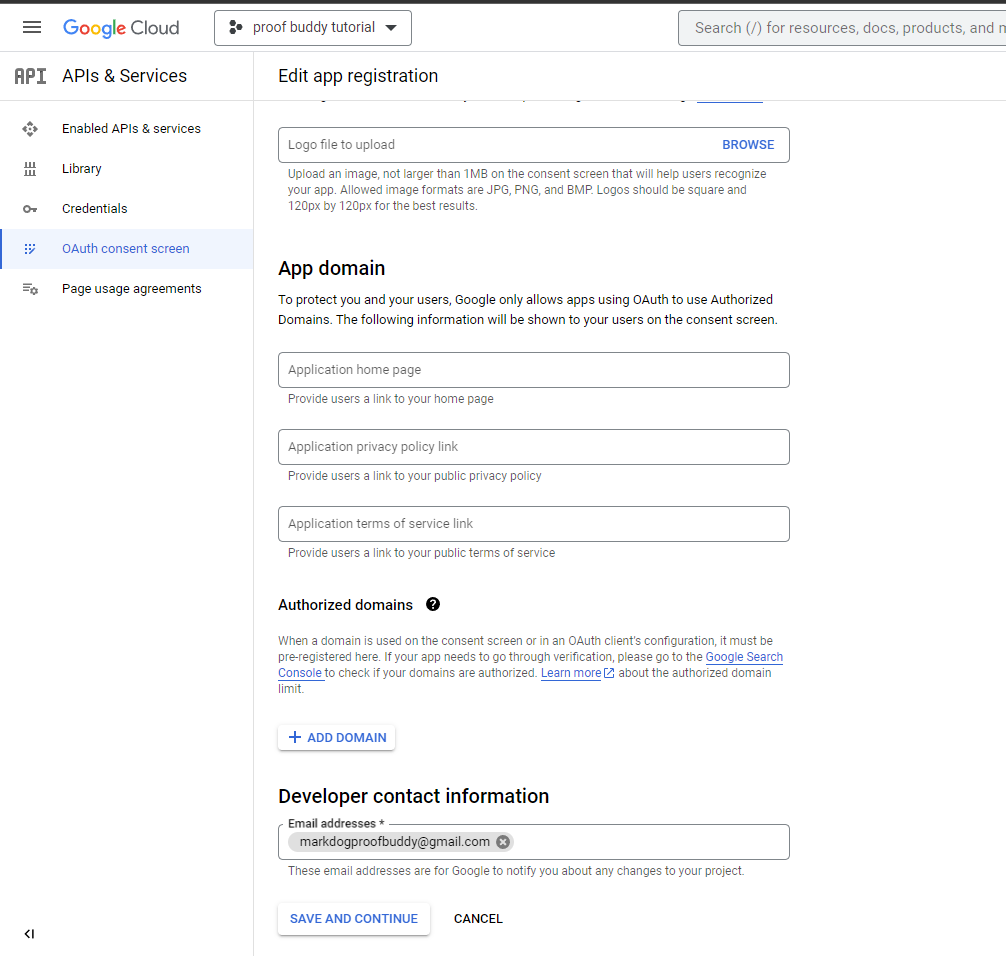 Google Cloud
proof buddy tutorial
Search (/) for resources, docs, products, and
API
APIs & Services
Edit app registration
Enabled APIs & services
Library
Credentials
OAuth consent screen
Page usage agreements
Logo file to upload
BROWSE
Upload an image, not larger than 1MB on the consent screen that will help users recognize
your app. Allowed image formats are JPG, PNG, and BMP. Logos should be square and
120px by 120px for the best results.
App domain
To protect you and your users, Google only allows apps using OAuth to use Authorized
Domains. The following information will be shown to your users on the consent screen.
Application home page
Provide users a link to your home page
Application privacy policy link
Provide users a link to your public privacy policy
Application terms of service link
Provide users a link to your public terms of service
Authorized domains ?
When a domain is used on the consent screen or in an OAuth client's configuration, it must be
pre-registered here. If your app needs to go through verification, please go to the Google Search
Console to check if your domains are authorized. Learn more about the authorized domain
limit.
+ ADD DOMAIN
Developer contact information
Email addresses *
markdogproofbuddy@gmail.com
These email addresses are for Google to notify you about any changes to your project.
SAVE AND CONTINUE
CANCEL